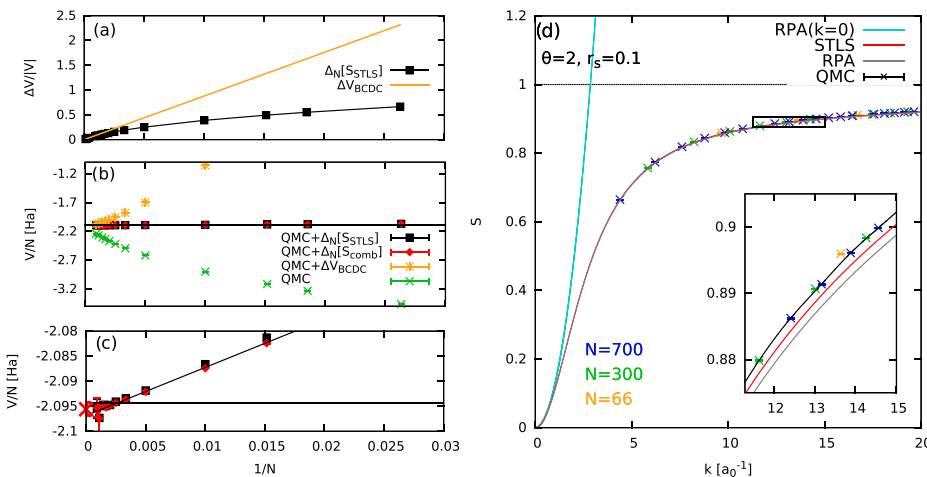 (a)
2.5
2
1.5
1
0.5
0
ΔV/|V|
Δ_N[S_STLS]
ΔV_BCDC
(b)
-1.2
-1.7
-2.2
-2.7
-3.2
V/N [Ha]
QMC+Δ_N[S_STLS]
QMC+Δ_N[S_comb]
QMC+ΔV_BCDC
QMC
(c)
-2.08
-2.085
-2.09
-2.095
-2.1
V/N [Ha]
0 0.005 0.01 0.015 0.02 0.025 0.03
1/N
(d)
θ=2, r_s=0.1
RPA(k=0)
STLS
RPA
QMC
1.2
1
0.8
0.6
0.4
0.2
0
S
N=700
N=300
N=66
0.9
0.89
0.88
12 13 14 15
0 5 10 15 20
k [a_0^-1]